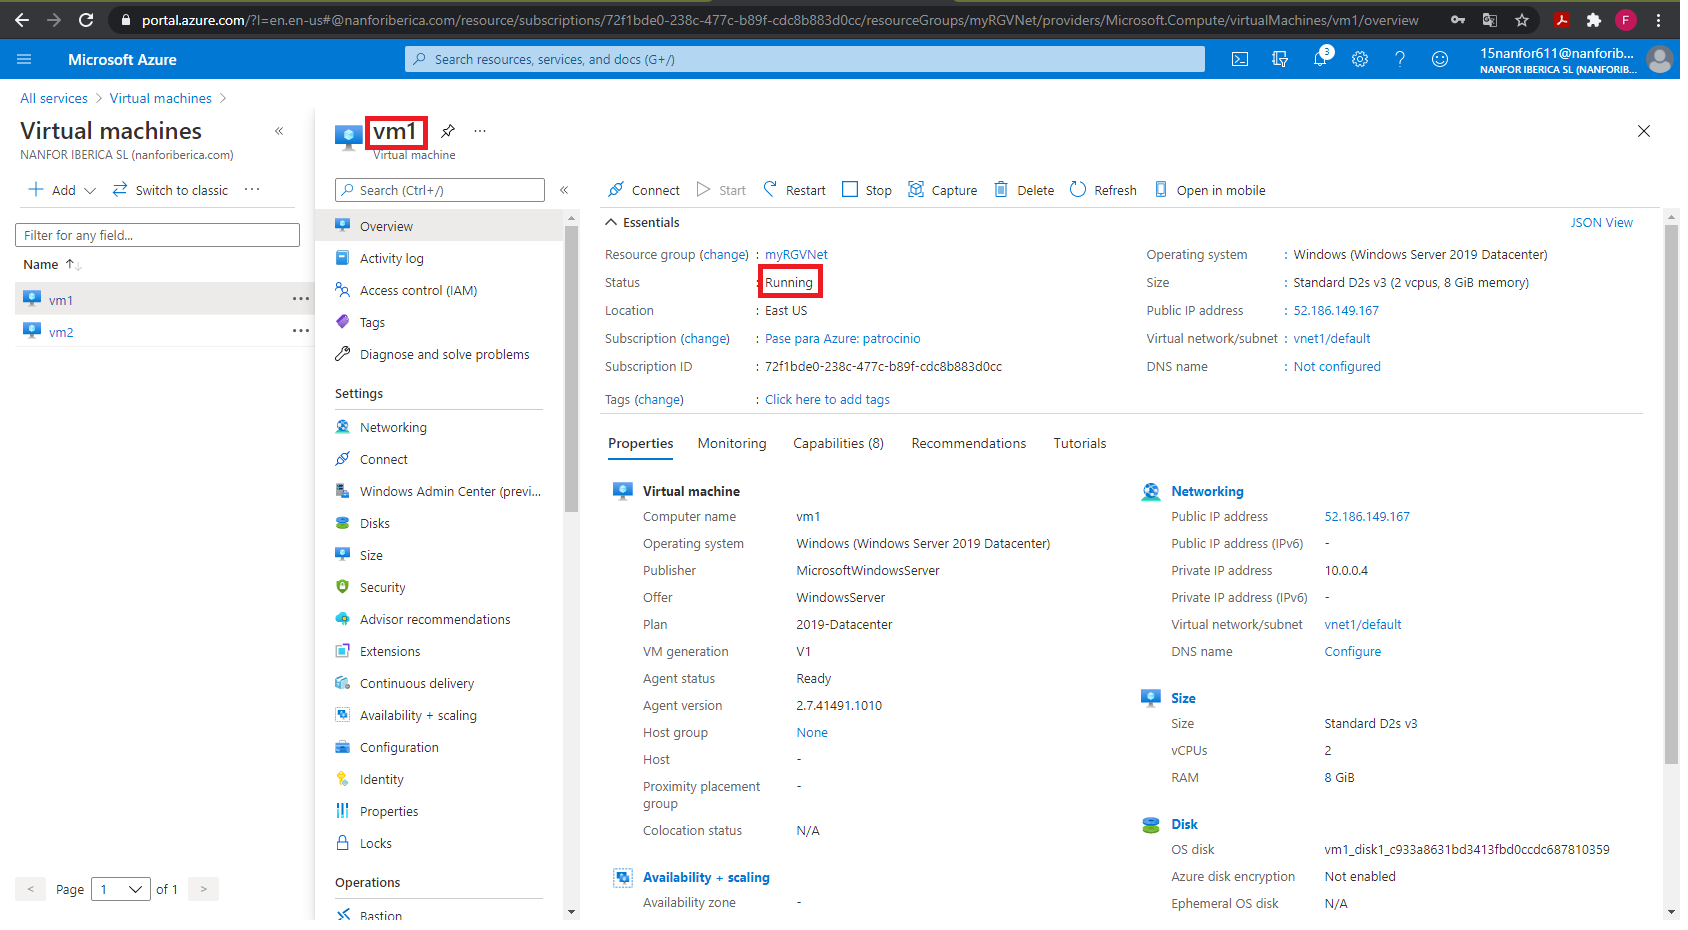 portal.azure.com/?l=en.en-us#@nanforiberica.com/resource/subscriptions/72f1bde0-238c-477c-b89f-cdc8b883d0cc/resourceGroups/myRGVNet/providers/Microsoft.Compute/virtualMachines/vm1/overview
F
Microsoft Azure
Search resources, services, and docs (G+/)
3
15nanfor611@nanforib...
NANFOR IBERICA SL (NANFORIB...
All services > Virtual machines >
Virtual machines
«
NANFOR IBERICA SL (nanforiberica.com)
Add
Switch to classic
...
Filter for any field...
Name ↑↓
vm1 ...
vm2 ...
< Page 1 of 1 >
vm1
...
Virtual machine
Search (Ctrl+/)
«
Overview
Activity log
Access control (IAM)
Tags
Diagnose and solve problems
Settings
Networking
Connect
Windows Admin Center (previ...
Disks
Size
Security
Advisor recommendations
Extensions
Continuous delivery
Availability + scaling
Configuration
Identity
Properties
Locks
Operations
Bastion
Connect Start Restart Stop Capture Delete Refresh Open in mobile
Essentials
JSON View
Resource group (change) : myRGVNet
Status : Running
Location : East US
Subscription (change) : Pase para Azure: patrocinio
Subscription ID : 72f1bde0-238c-477c-b89f-cdc8b883d0cc
Tags (change) : Click here to add tags
Operating system : Windows (Windows Server 2019 Datacenter)
Size : Standard D2s v3 (2 vcpus, 8 GiB memory)
Public IP address : 52.186.149.167
Virtual network/subnet : vnet1/default
DNS name : Not configured
Properties Monitoring Capabilities (8) Recommendations Tutorials
Virtual machine
Computer name vm1
Operating system Windows (Windows Server 2019 Datacenter)
Publisher MicrosoftWindowsServer
Offer WindowsServer
Plan 2019-Datacenter
VM generation V1
Agent status Ready
Agent version 2.7.41491.1010
Host group None
Host -
Proximity placement -
group
Colocation status N/A
Availability + scaling
Availability zone -
Networking
Public IP address 52.186.149.167
Public IP address (IPv6) -
Private IP address 10.0.0.4
Private IP address (IPv6) -
Virtual network/subnet vnet1/default
DNS name Configure
Size
Size Standard D2s v3
vCPUs 2
RAM 8 GiB
Disk
OS disk vm1_disk1_c933a8631bd3413fbd0ccdc687810359
Azure disk encryption Not enabled
Ephemeral OS disk N/A